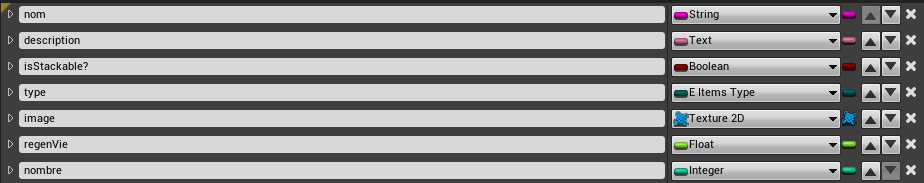 nom String
description Text
isStackable? Boolean
type E Items Type
image Texture 2D
regenVie Float
nombre Integer